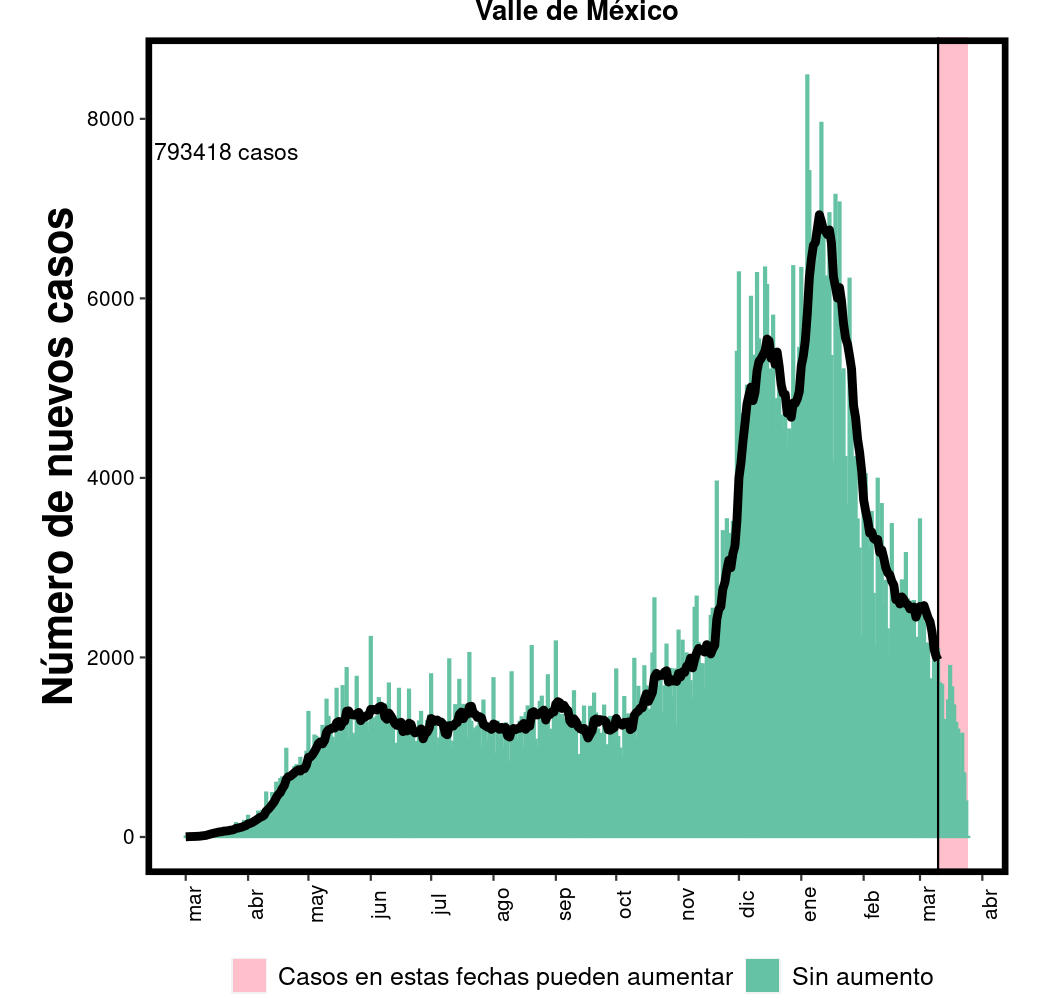 Valle de México
Número de nuevos casos
8000
6000
4000
2000
0
793418 casos
mar
abr
may
jun
jul
ago
sep
oct
nov
dic
ene
feb
mar
abr
Casos en estas fechas pueden aumentar
Sin aumento